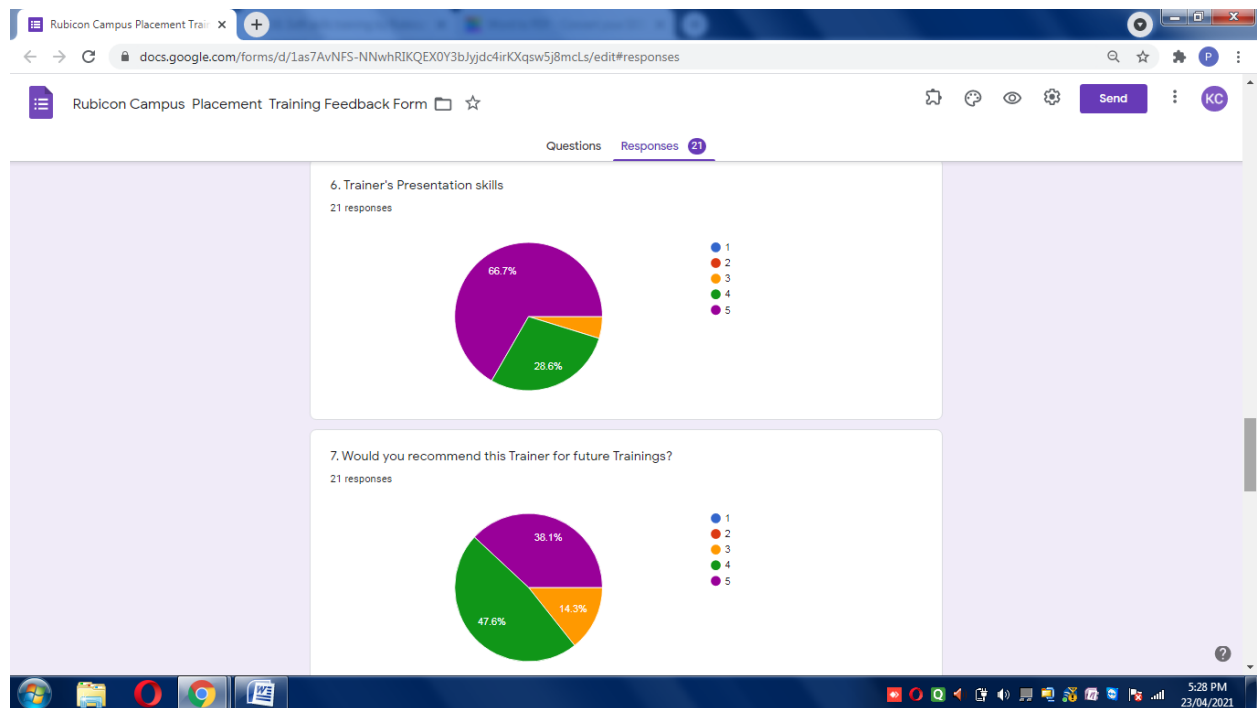 Rubicon Campus Placement Trai
docs.google.com/forms/d/1as7AvNFS-NNwhRIKQEX0Y3bJyjdc4irKXqsw5j8mcLs/edit#responses
P
Rubicon Campus Placement Training Feedback Form
Send
KC
Questions
Responses 21
6. Trainer's Presentation skills
21 responses
66.7%
28.6%
1
2
3
4
5
7. Would you recommend this Trainer for future Trainings?
21 responses
38.1%
14.3%
47.6%
1
2
3
4
5
5:28 PM
23/04/2021